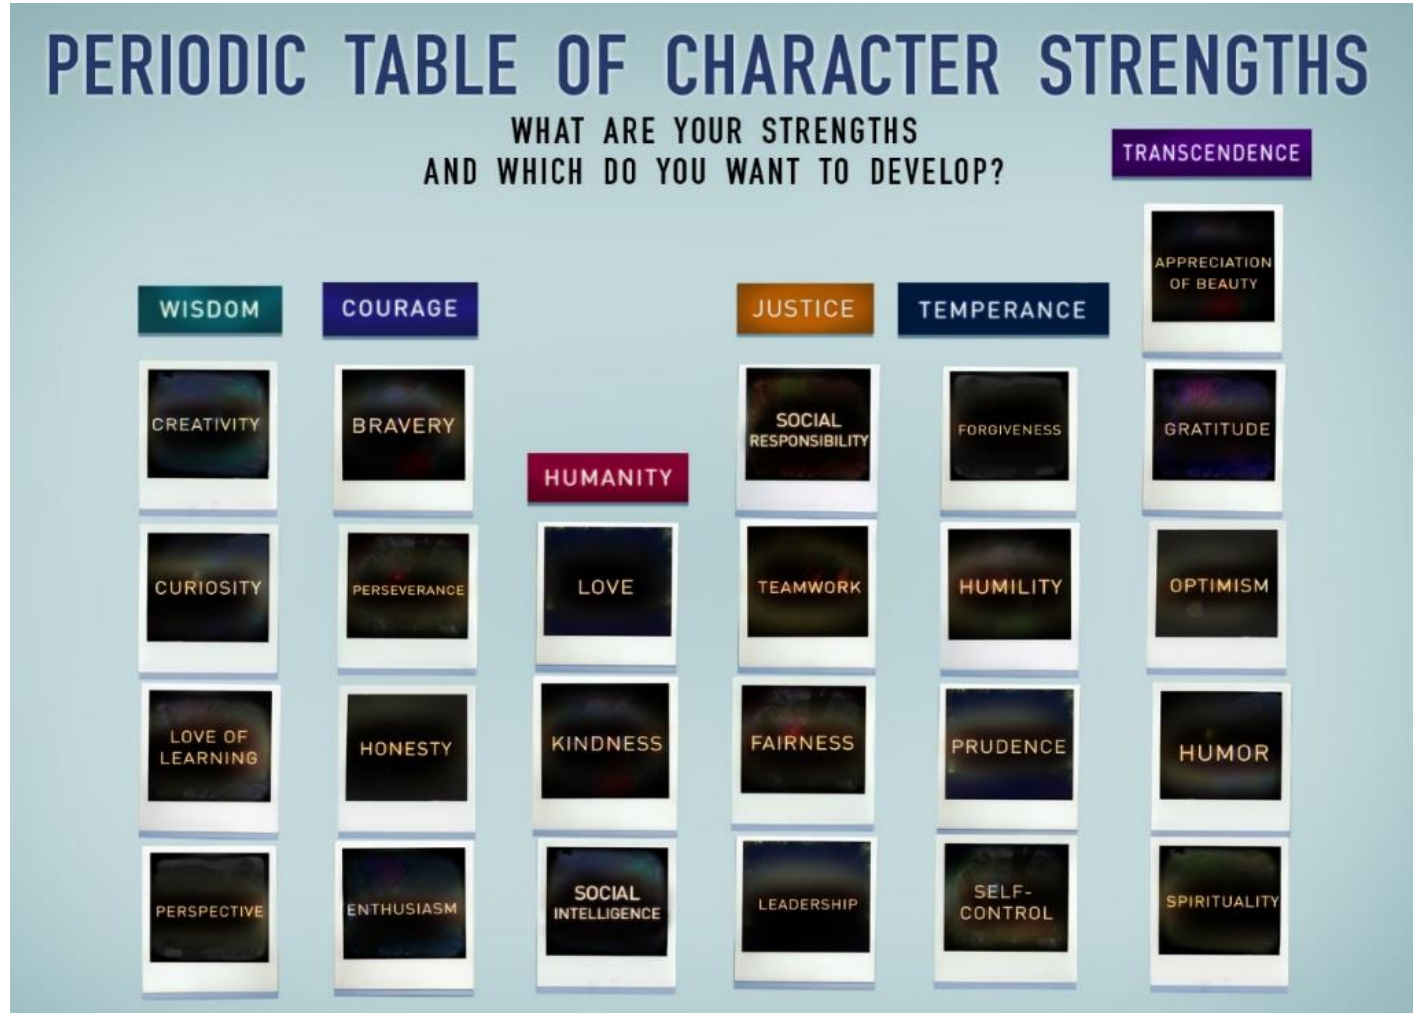 PERIODIC TABLE OF CHARACTER STRENGTHS
WHAT ARE YOUR STRENGTHS
AND WHICH DO YOU WANT TO DEVELOP?
WISDOM
CREATIVITY
CURIOSITY
LOVE OF
LEARNING
PERSPECTIVE
COURAGE
BRAVERY
PERSEVERANCE
HONESTY
ENTHUSIASM
HUMANITY
LOVE
KINDNESS
SOCIAL
INTELLIGENCE
JUSTICE
SOCIAL
RESPONSIBILITY
TEAMWORK
FAIRNESS
LEADERSHIP
TEMPERANCE
FORGIVENESS
HUMILITY
PRUDENCE
SELF-
CONTROL
TRANSCENDENCE
APPRECIATION
OF BEAUTY
GRATITUDE
OPTIMISM
HUMOR
SPIRITUALITY